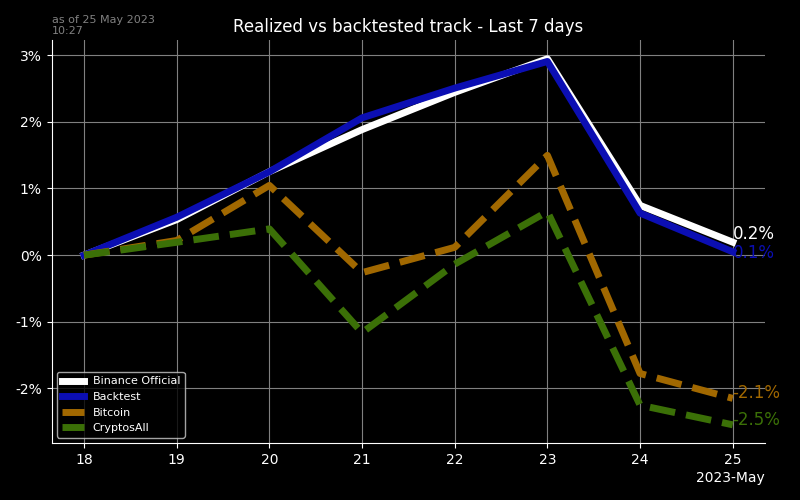 as of 25 May 2023
10:27
Realized vs backtested track - Last 7 days
3%
2%
1%
0%
-1%
-2%
0.2%
0.1%
-2.1%
-2.5%
Binance Official
Backtest
Bitcoin
CryptosAll
18 19 20 21 22 23 24 25
2023-May